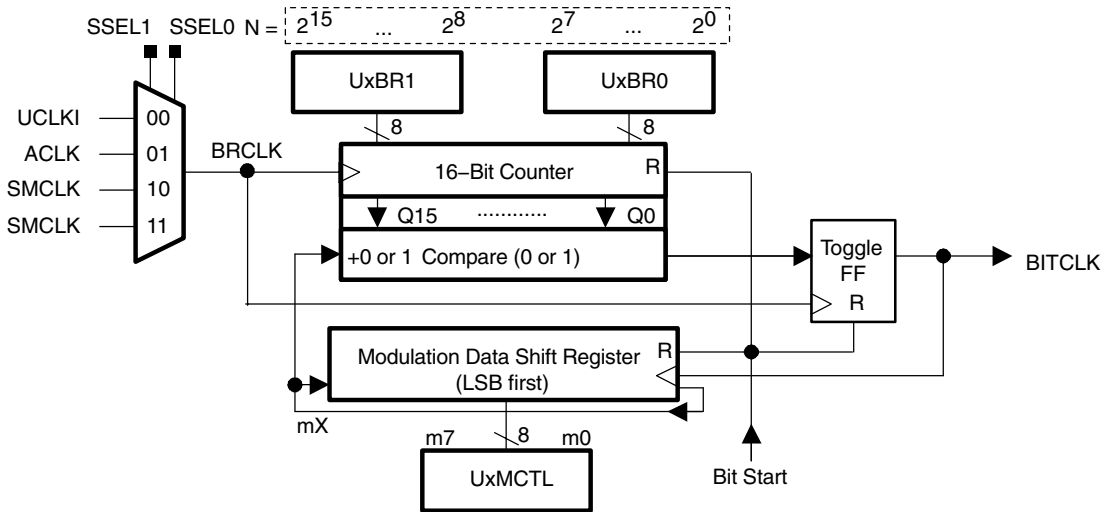 SSEL1 SSEL0 N = 2^15 ... 2^8 2^7 ... 2^0
UxBR1 UxBR0
8 8
UCLKI 00
ACLK 01
SMCLK 10
SMCLK 11
BRCLK
16–Bit Counter R
Q15 ............ Q0
+0 or 1 Compare (0 or 1)
Toggle
FF
R
BITCLK
Modulation Data Shift Register R
(LSB first)
mX
m7 8 m0
UxMCTL
Bit Start